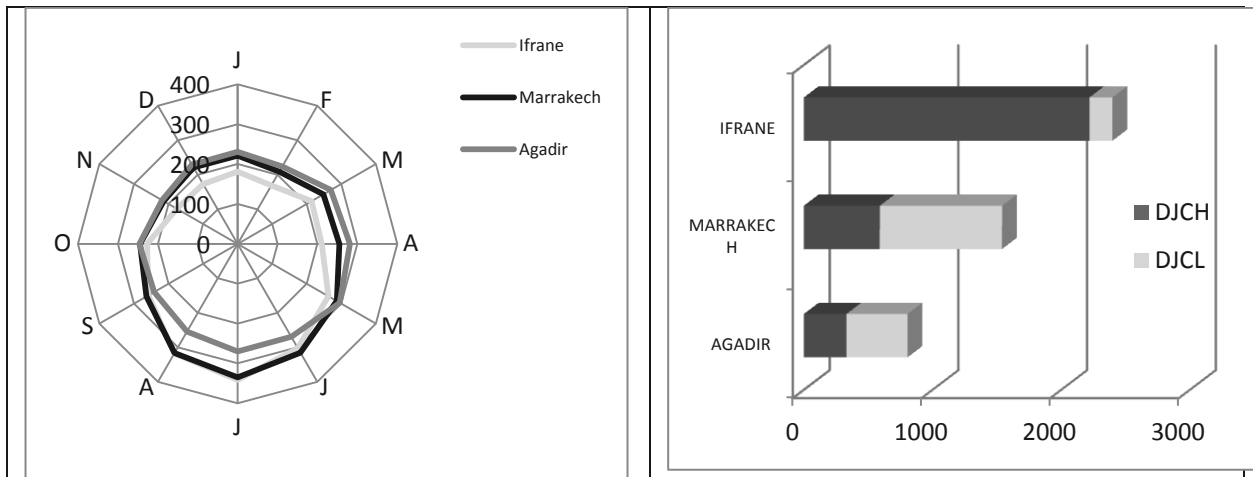 J
F
M
A
M
J
J
A
S
O
N
D
400
300
200
100
0
Ifrane
Marrakech
Agadir
IFRANE
MARRAKEC
H
AGADIR
0 1000 2000 3000
DJCH
DJCL